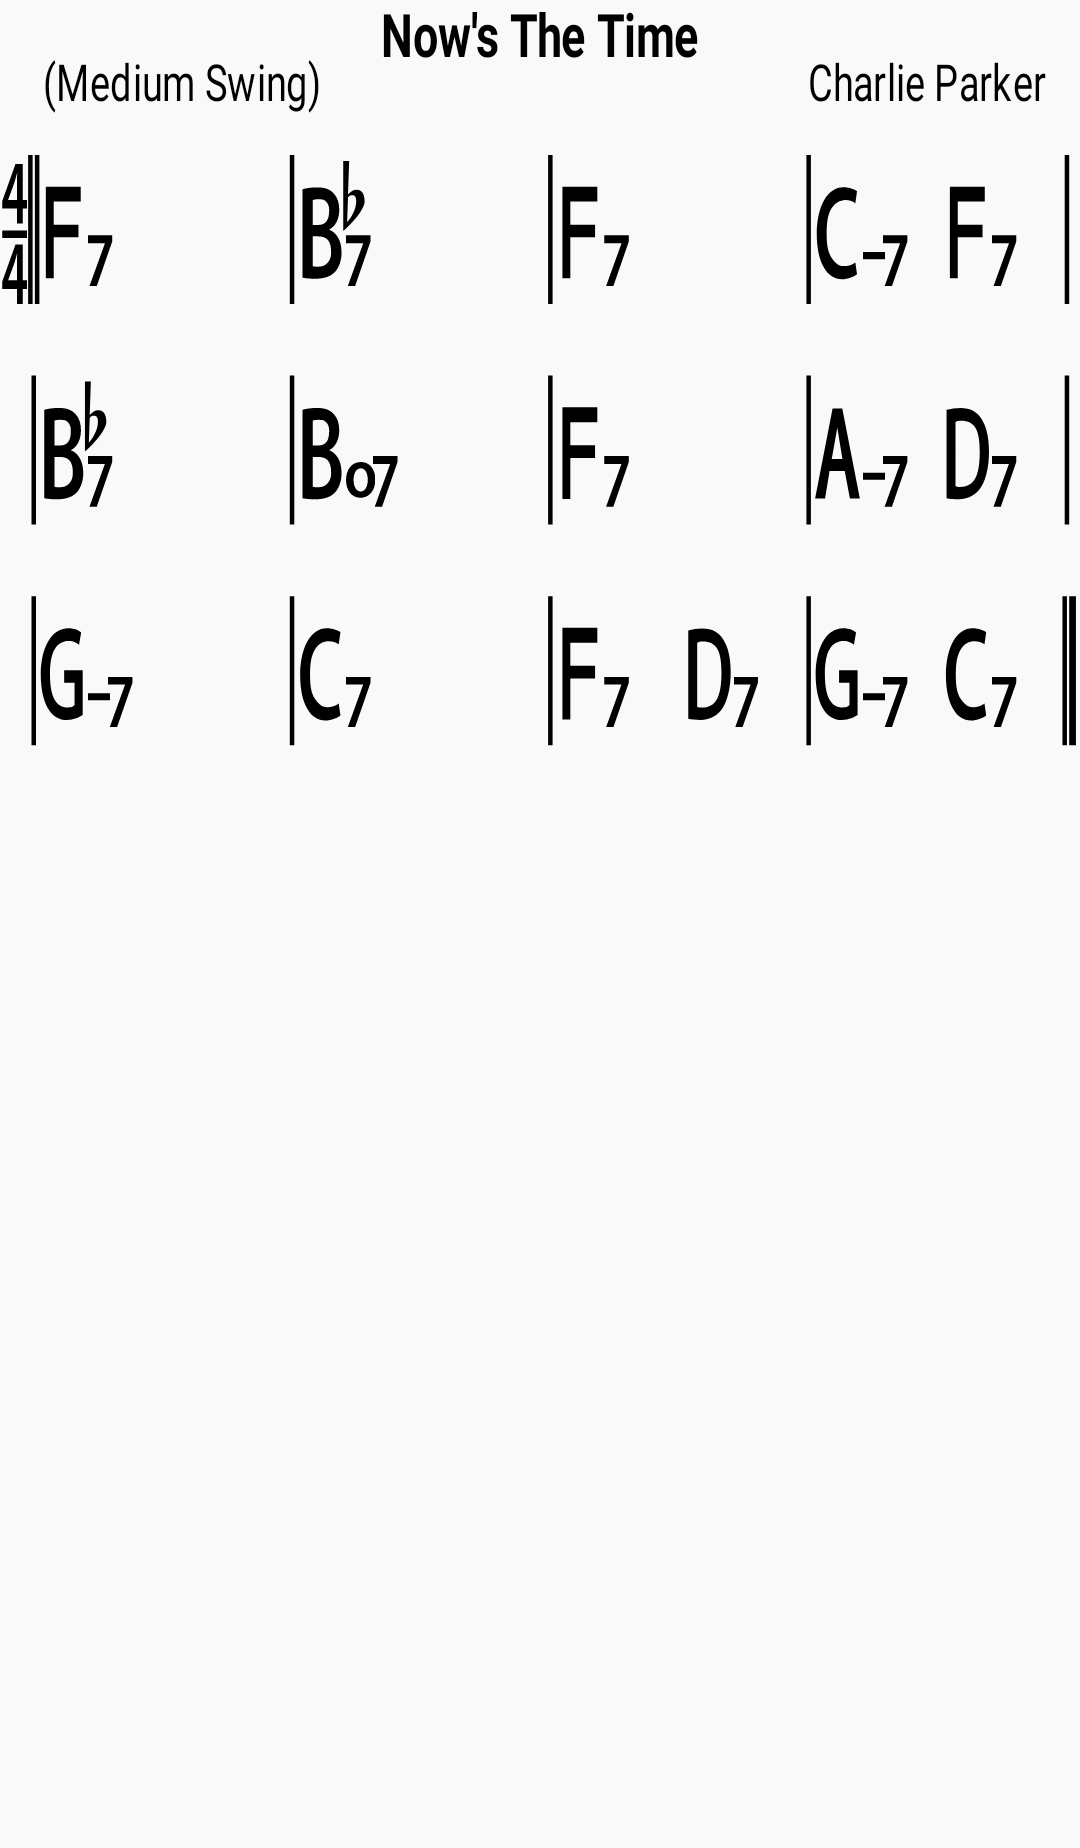 Now's The Time
(Medium Swing) Charlie Parker
4/4 F7 | B♭7 | F7 | C–7 F7 |
| B♭7 | Bo7 | F7 | A–7 D7 |
| G–7 | C7 | F7 D7 | G–7 C7 ||